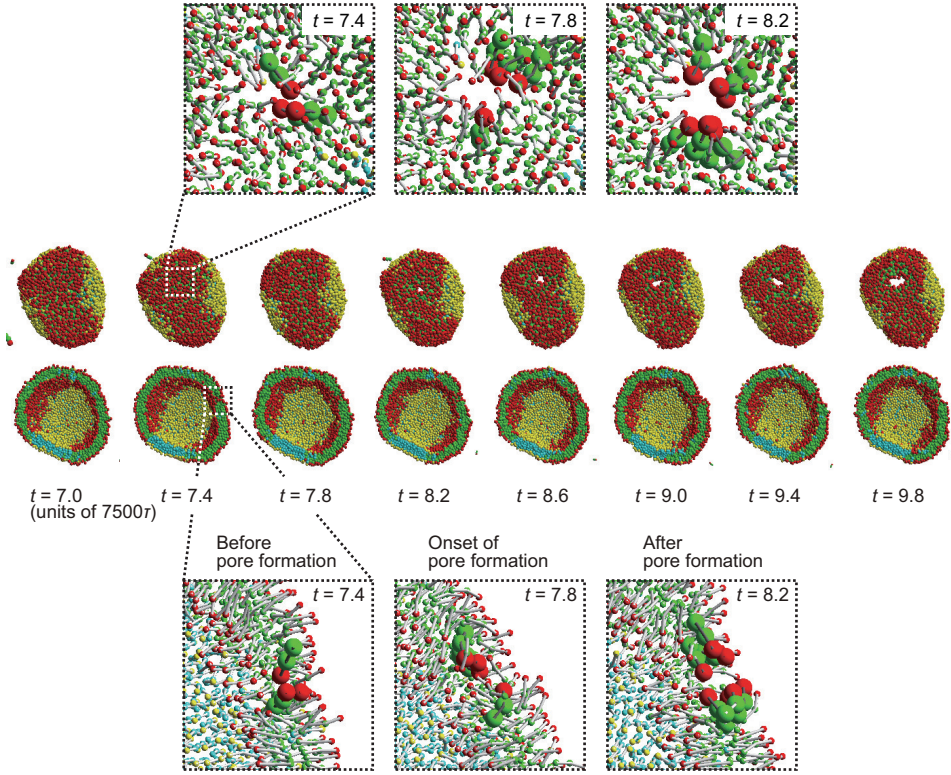 t = 7.4
t = 7.8
t = 8.2
t = 7.0
(units of 7500τ)
t = 7.4
t = 7.8
t = 8.2
t = 8.6
t = 9.0
t = 9.4
t = 9.8
Before
pore formation
Onset of
pore formation
After
pore formation
t = 7.4
t = 7.8
t = 8.2